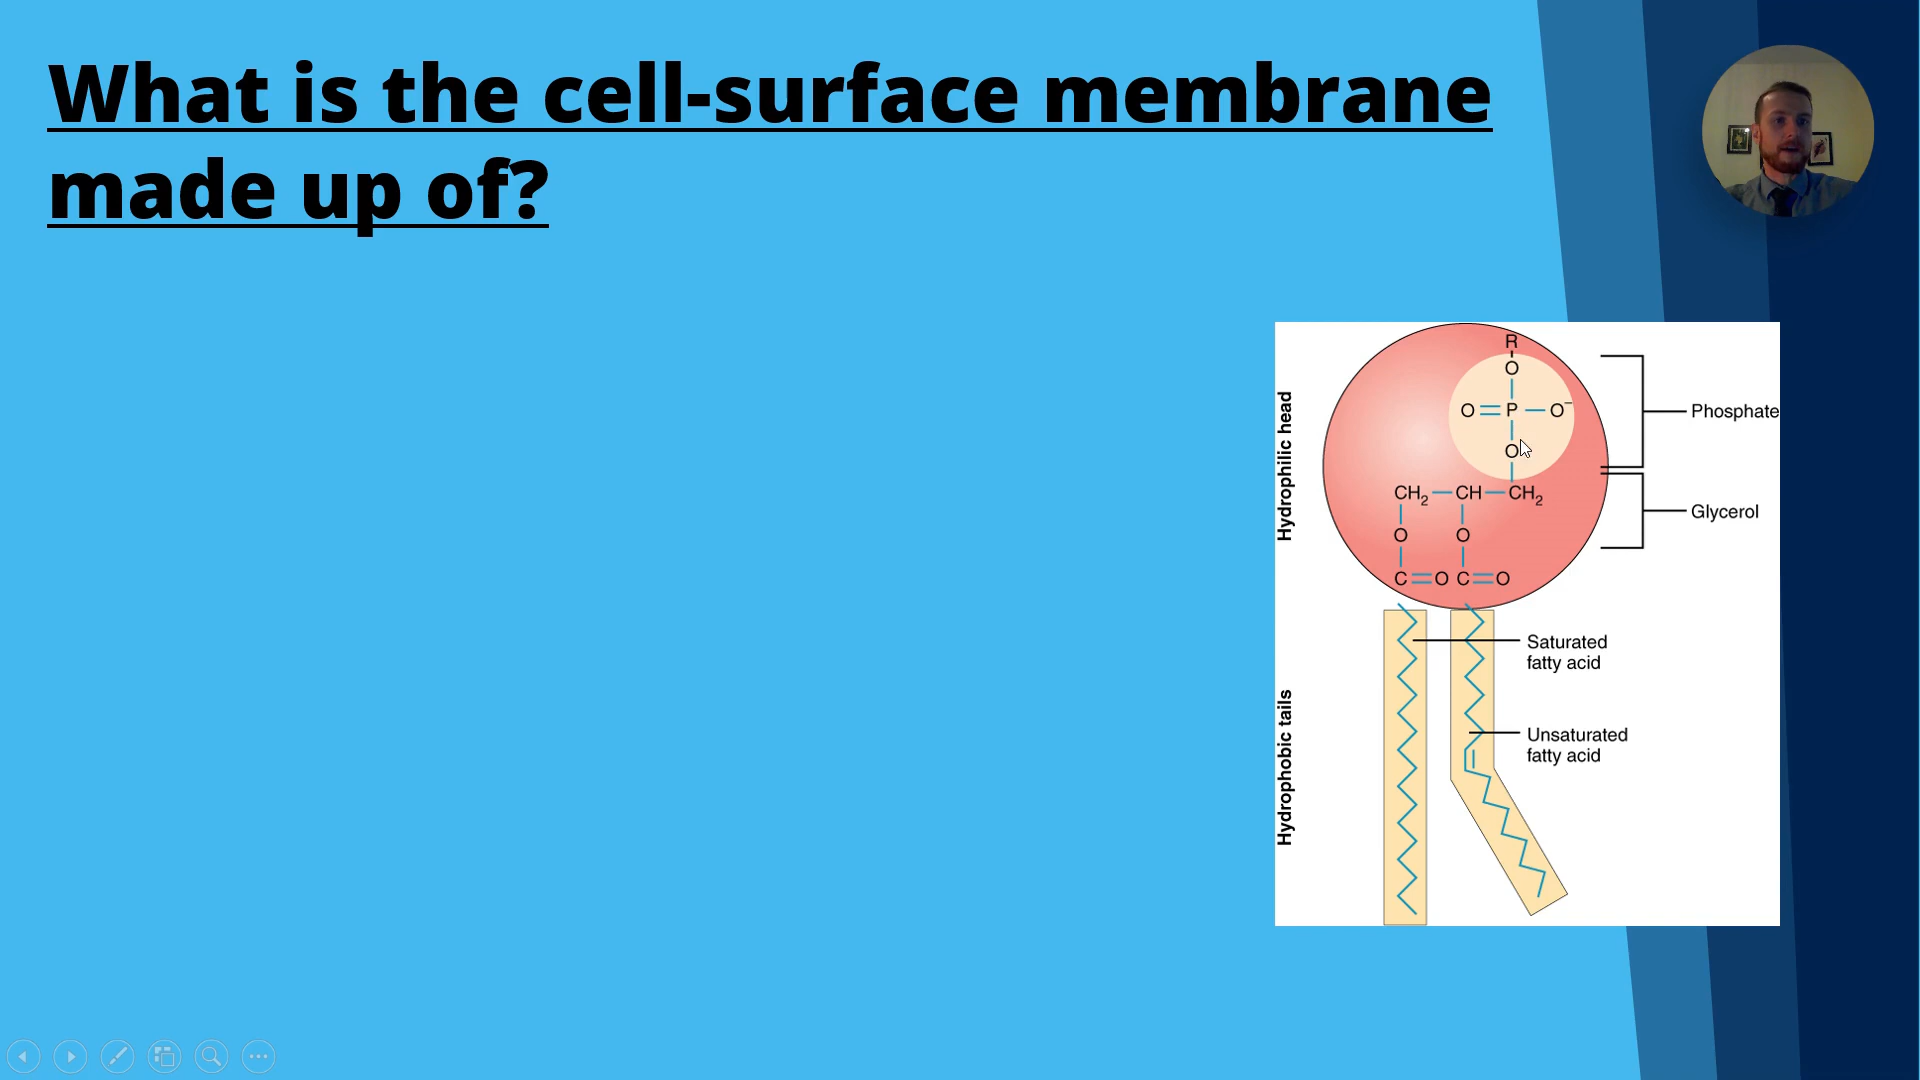 What is the cell-surface membrane
made up of?
Hydrophilic head
R
O
O P O⁻
O
CH₂ CH CH₂
O O
C O C O
Phosphate
Glycerol
Hydrophobic tails
Saturated
fatty acid
Unsaturated
fatty acid